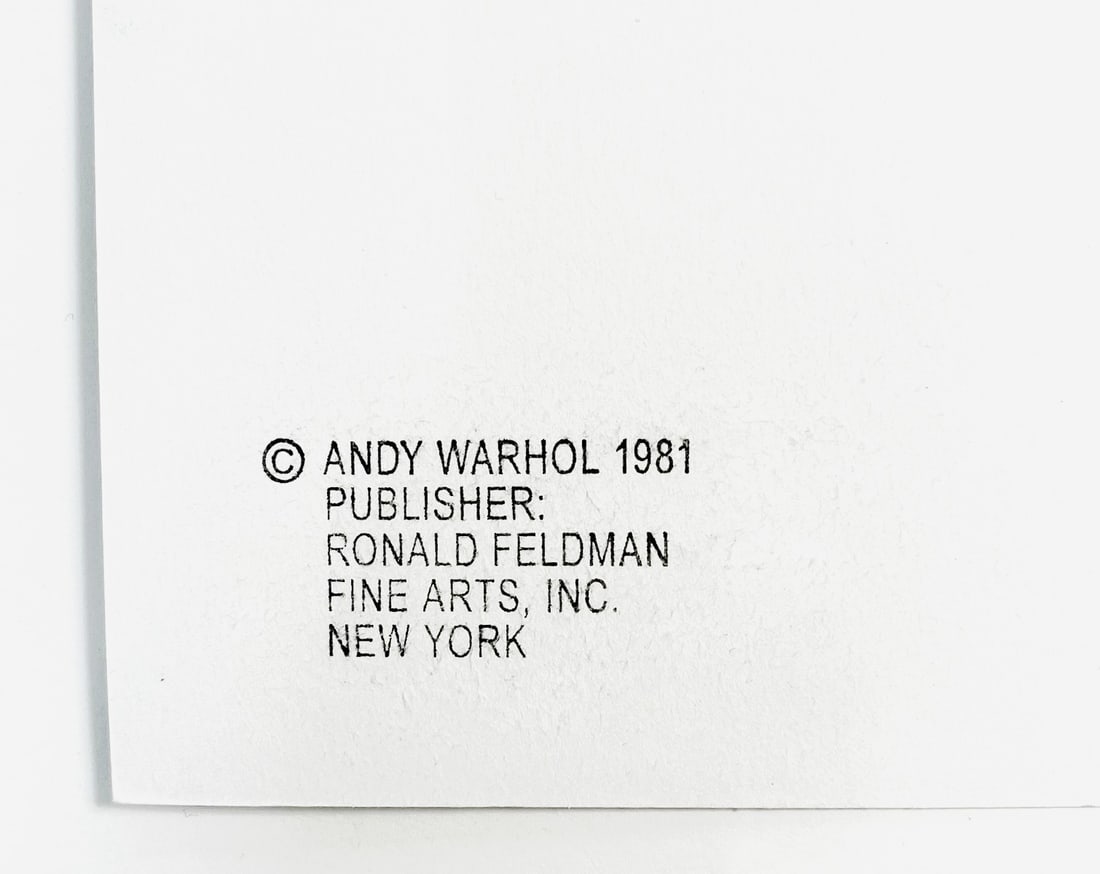 © ANDY WARHOL 1981
PUBLISHER:
RONALD FELDMAN
FINE ARTS, INC.
NEW YORK